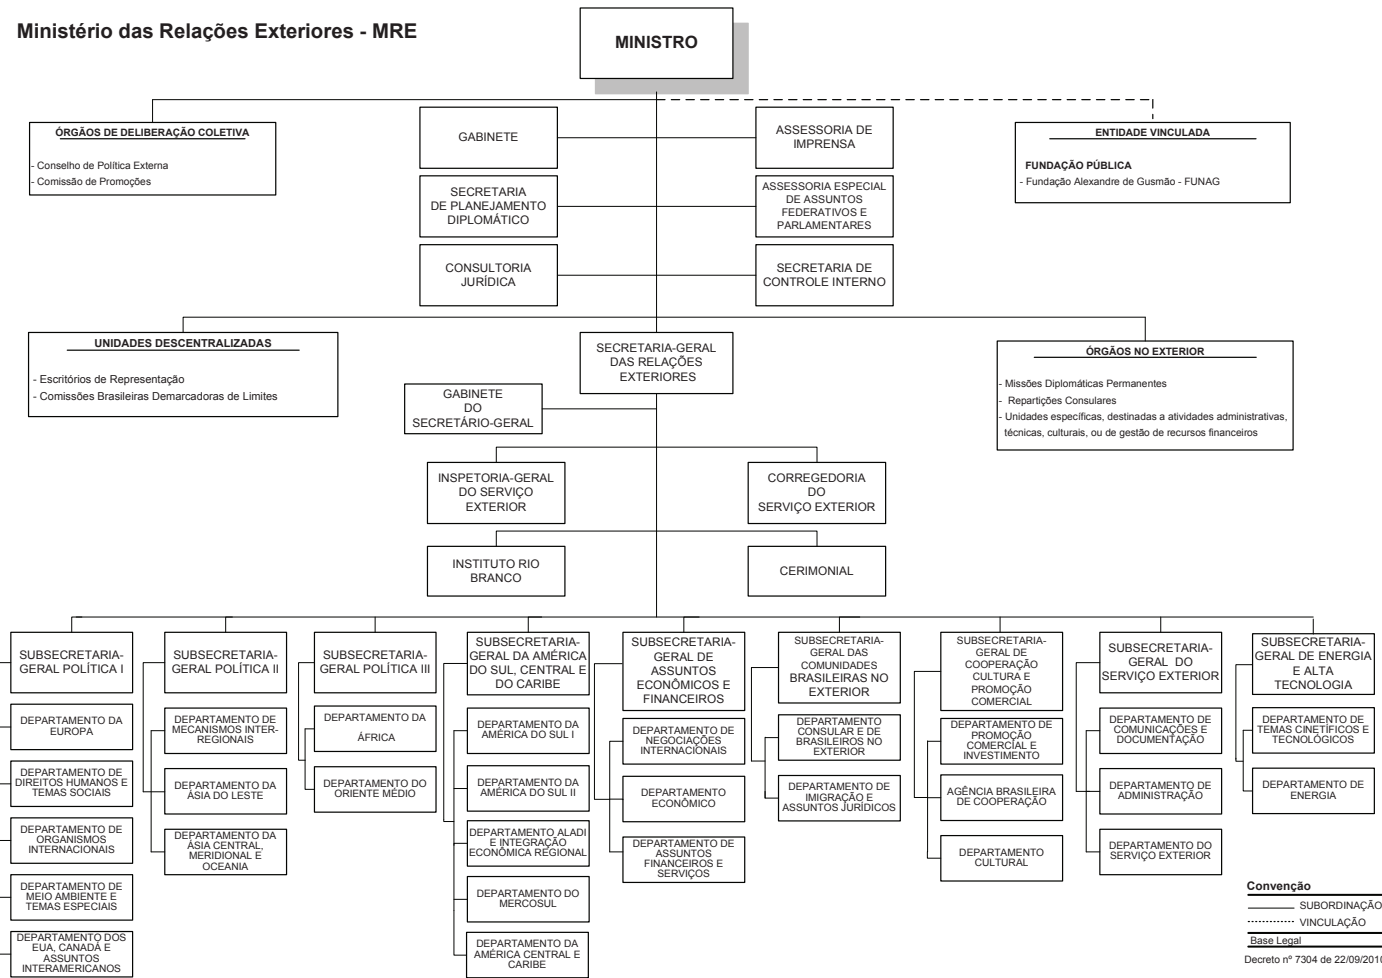 Ministério das Relações Exteriores - MRE
MINISTRO
ÓRGÃOS DE DELIBERAÇÃO COLETIVA
- Conselho de Política Externa
- Comissão de Promoções
GABINETE
ASSESSORIA DE
IMPRENSA
ENTIDADE VINCULADA
FUNDAÇÃO PÚBLICA
- Fundação Alexandre de Gusmão - FUNAG
SECRETARIA
DE PLANEJAMENTO
DIPLOMÁTICO
ASSESSORIA ESPECIAL
DE ASSUNTOS
FEDERATIVOS E
PARLAMENTARES
CONSULTORIA
JURÍDICA
SECRETARIA DE
CONTROLE INTERNO
UNIDADES DESCENTRALIZADAS
- Escritórios de Representação
- Comissões Brasileiras Demarcadoras de Limites
SECRETARIA-GERAL
DAS RELAÇÕES
EXTERIORES
ÓRGÃOS NO EXTERIOR
- Missões Diplomáticas Permanentes
- Repartições Consulares
- Unidades específicas, destinadas a atividades administrativas,
técnicas, culturais, ou de gestão de recursos financeiros
GABINETE
DO
SECRETÁRIO-GERAL
INSPETORIA-GERAL
DO SERVIÇO
EXTERIOR
CORREGEDORIA
DO
SERVIÇO EXTERIOR
INSTITUTO RIO
BRANCO
CERIMONIAL
SUBSECRETARIA-
GERAL POLÍTICA I
DEPARTAMENTO DA
EUROPA
DEPARTAMENTO DE
DIREITOS HUMANOS E
TEMAS SOCIAIS
DEPARTAMENTO DE
ORGANISMOS
INTERNACIONAIS
DEPARTAMENTO DE
MEIO AMBIENTE E
TEMAS ESPECIAIS
DEPARTAMENTO DOS
EUA, CANADÁ E
ASSUNTOS
INTERAMERICANOS
SUBSECRETARIA-
GERAL POLÍTICA II
DEPARTAMENTO DE
MECANISMOS INTER-
REGIONAIS
DEPARTAMENTO DA
ÁSIA DO LESTE
DEPARTAMENTO DA
ÁSIA CENTRAL,
MERIDIONAL E
OCEANIA
SUBSECRETARIA-
GERAL POLÍTICA III
DEPARTAMENTO DA
ÁFRICA
DEPARTAMENTO DO
ORIENTE MÉDIO
SUBSECRETARIA-
GERAL DA AMÉRICA
DO SUL, CENTRAL E
DO CARIBE
DEPARTAMENTO DA
AMÉRICA DO SUL I
DEPARTAMENTO DA
AMÉRICA DO SUL II
DEPARTAMENTO ALADI
E INTEGRAÇÃO
ECONÔMICA REGIONAL
DEPARTAMENTO DO
MERCOSUL
DEPARTAMENTO DA
AMÉRICA CENTRAL E
CARIBE
SUBSECRETARIA-
GERAL DE
ASSUNTOS
ECONÔMICOS E
FINANCEIROS
DEPARTAMENTO DE
NEGOCIAÇÕES
INTERNACIONAIS
DEPARTAMENTO
ECONÔMICO
DEPARTAMENTO DE
ASSUNTOS
FINANCEIROS E
SERVIÇOS
SUBSECRETARIA-
GERAL DAS
COMUNIDADES
BRASILEIRAS NO
EXTERIOR
DEPARTAMENTO
CONSULAR E DE
BRASILEIROS NO
EXTERIOR
DEPARTAMENTO DE
IMIGRAÇÃO E
ASSUNTOS JURÍDICOS
SUBSECRETARIA-
GERAL DE
COOPERAÇÃO
CULTURA E
PROMOÇÃO
COMERCIAL
DEPARTAMENTO DE
PROMOÇÃO
COMERCIAL E
INVESTIMENTO
AGÊNCIA BRASILEIRA
DE COOPERAÇÃO
DEPARTAMENTO
CULTURAL
SUBSECRETARIA-
GERAL DO
SERVIÇO EXTERIOR
DEPARTAMENTO DE
COMUNICAÇÕES E
DOCUMENTAÇÃO
DEPARTAMENTO DE
ADMINISTRAÇÃO
DEPARTAMENTO DO
SERVIÇO EXTERIOR
SUBSECRETARIA-
GERAL DE ENERGIA
E ALTA
TECNOLOGIA
DEPARTAMENTO DE
TEMAS CINETÍFICOS E
TECNOLÓGICOS
DEPARTAMENTO DE
ENERGIA
Convenção
SUBORDINAÇÃO
VINCULAÇÃO
Base Legal
Decreto nº 7304 de 22/09/2010